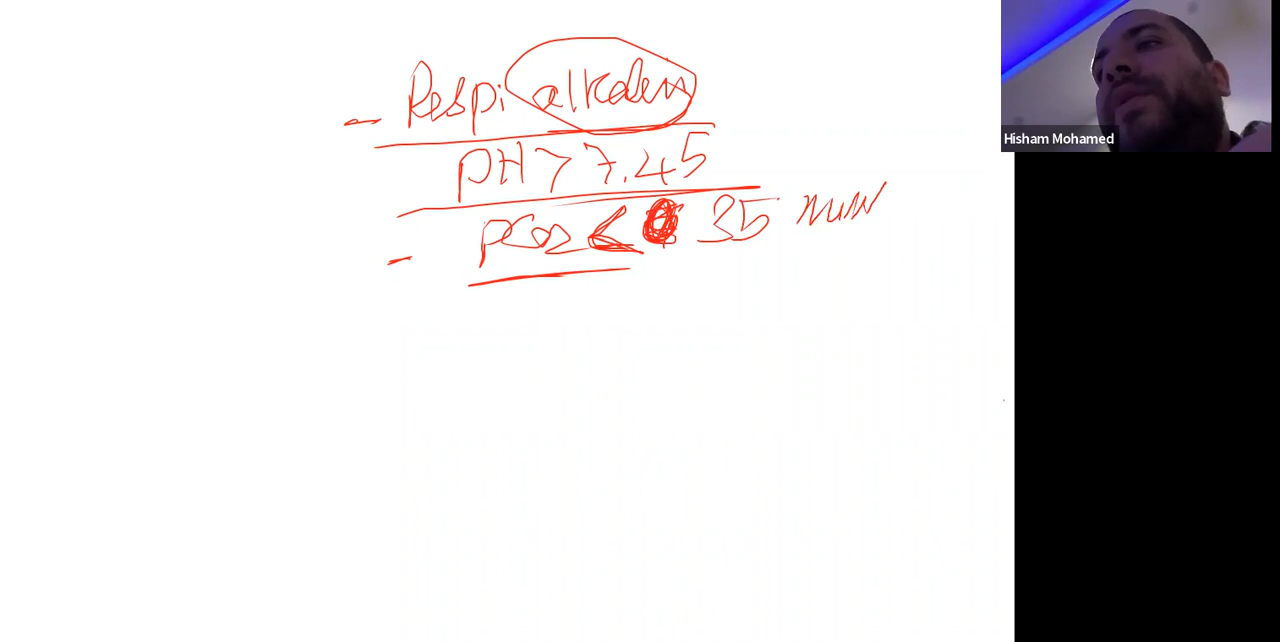 - Respi alkalosis
pH > 7.45
- pCO2 < 35 mm
Hisham Mohamed